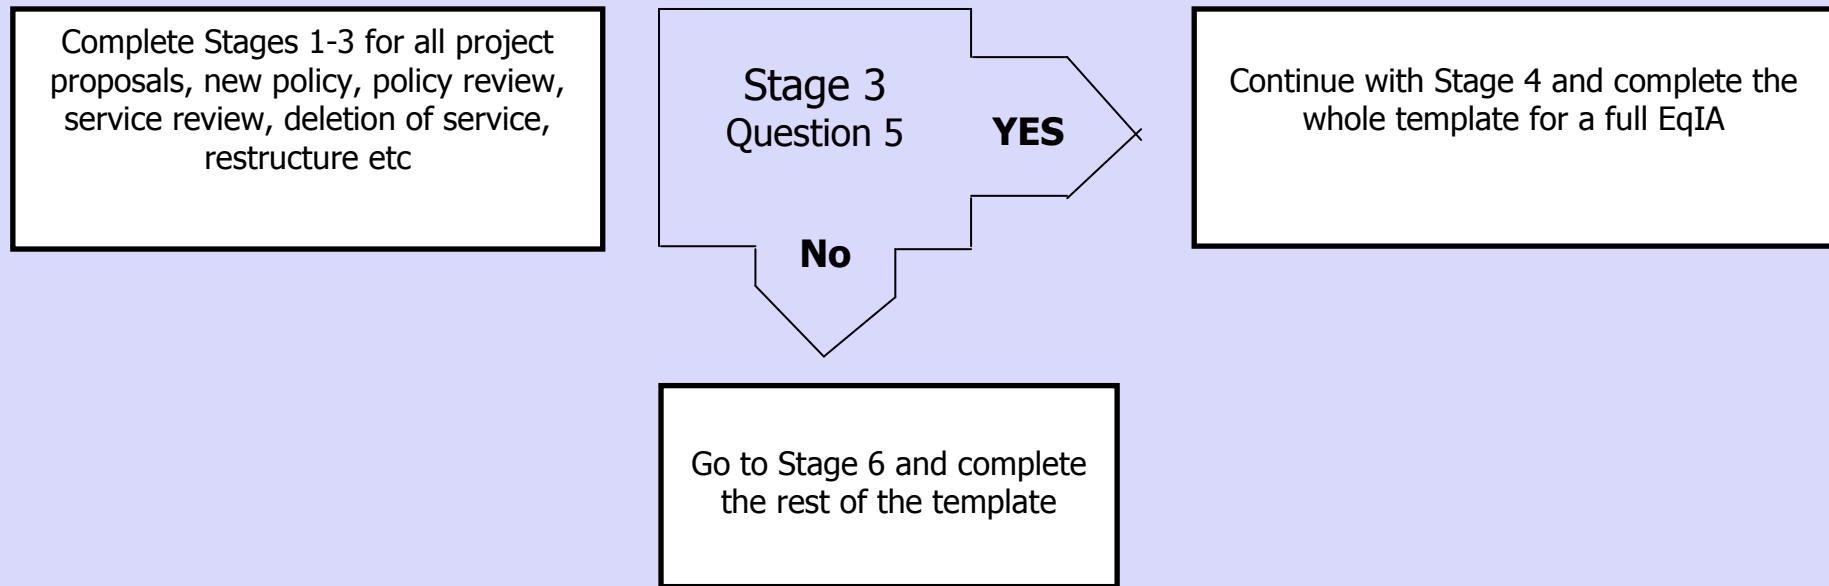 Complete Stages 1-3 for all project
proposals, new policy, policy review,
service review, deletion of service,
restructure etc
Stage 3
Question 5
YES
No
Continue with Stage 4 and complete the
whole template for a full EqIA
Go to Stage 6 and complete
the rest of the template